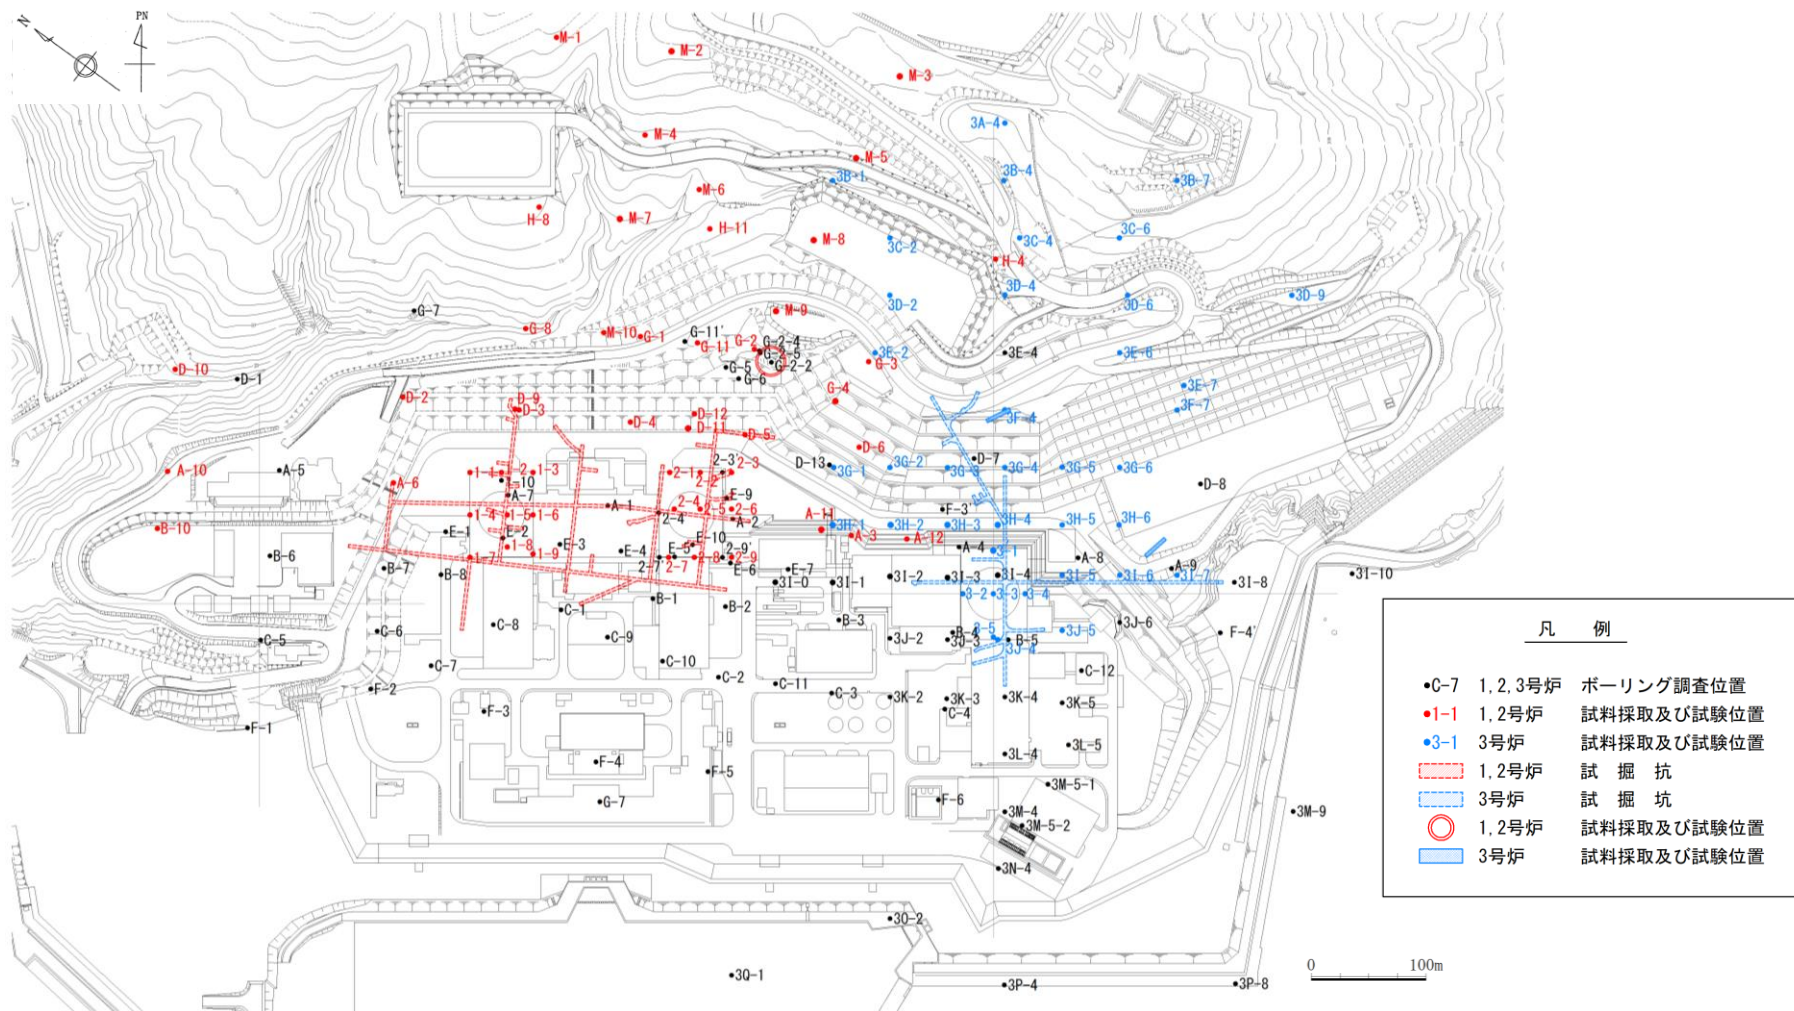 N
PN
M-1
M-2
M-3
3A-4
M-4
M-5
3B-1
3B-4
3B-7
M-6
H-8
M-7
H-11
M-8
3C-2
3C-4
3C-6
H-4
3D-2
3D-4
3D-6
3D-9
G-7
M-9
G-8
M-10
G-1
G-11'
G-11
G-2
G-2-4
G-2-5
G-2-2
3E-2
G-3
3E-4
3E-6
D-10
D-1
G-5
G-6
3E-7
D-2
D-9
D-3
G-4
3F-4
3F-7
D-4
D-12
D-11
D-5
D-6
A-10
A-5
1-1
1-2
1-3
2-1
2-2
2-3'
2-3
D-13
3G-1
3G-2
3G-3
D-7
3G-4
3G-5
3G-6
A-6
1-10
A-7
D-8
E-9
A-1
2-4
2-4
2-5
2-6
F-3'
B-10
1-4
1-5
1-6
A-2
A-11
3H-1
3H-2
3H-3
3H-4
3H-5
3H-6
E-1
E-2
A-3
A-12
B-6
1-7
1-8
1-9
E-3
E-4
E-5
E-10
2-9'
2-7'
2-7
2-8
2-9
E-6
A-4
3-1
A-8
A-9
B-7
B-8
E-7
3I-0
3I-1
3I-2
3I-3
3I-4
3I-5
3I-6
3I-7
3I-8
3I-10
3-2
3-3
3-4
B-1
B-2
C-1
B-3
C-5
C-6
C-8
C-9
3J-2
B-4
3J-3
3-5
B-5
3J-4
3J-5
3J-6
F-4'
C-7
C-10
C-12
F-2
C-2
C-11
C-3
3K-2
3K-3
C-4
3K-4
3K-5
F-3
F-1
3L-4
3L-5
F-4
F-5
3M-5-1
G-7
F-6
3M-4
3M-5-2
3M-9
3N-4
3O-2
3Q-1
3P-4
3P-8
0 100m
凡 例
C-7 1,2,3号炉 ボーリング調査位置
1-1 1,2号炉 試料採取及び試験位置
3-1 3号炉 試料採取及び試験位置
1,2号炉 試 掘 坑
3号炉 試 掘 坑
1,2号炉 試料採取及び試験位置
3号炉 試料採取及び試験位置